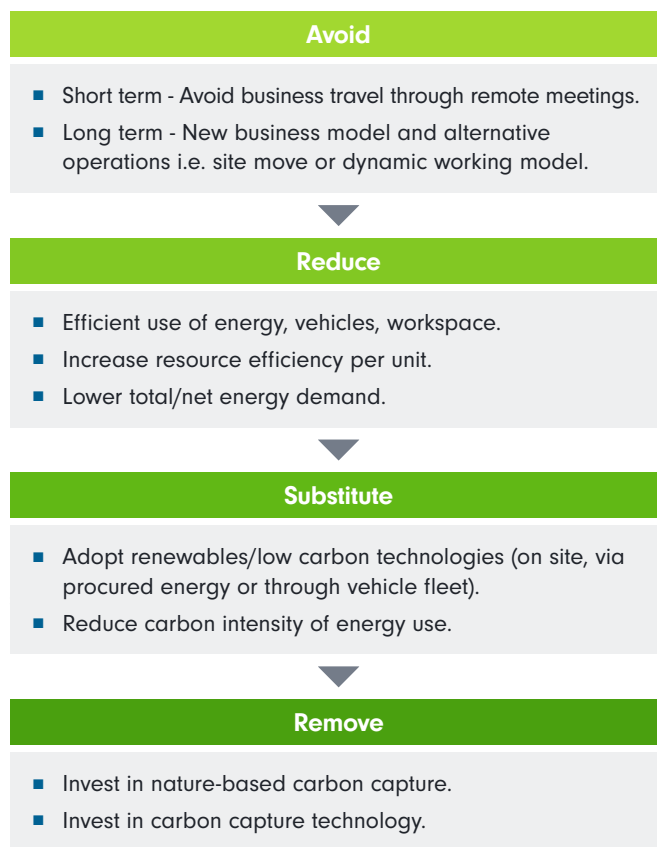 Avoid
▪ Short term - Avoid business travel through remote meetings.
▪ Long term - New business model and alternative
operations i.e. site move or dynamic working model.
Reduce
▪ Efficient use of energy, vehicles, workspace.
▪ Increase resource efficiency per unit.
▪ Lower total/net energy demand.
Substitute
▪ Adopt renewables/low carbon technologies (on site, via
procured energy or through vehicle fleet).
▪ Reduce carbon intensity of energy use.
Remove
▪ Invest in nature-based carbon capture.
▪ Invest in carbon capture technology.